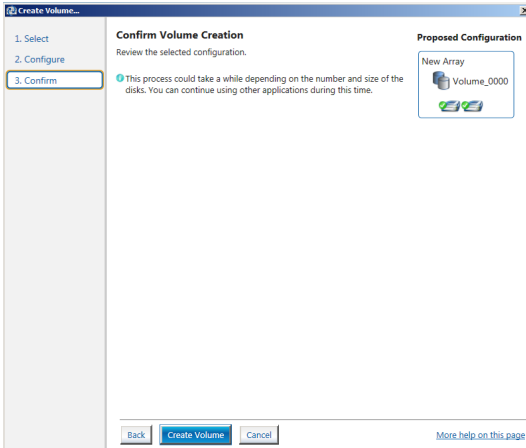 Create Volume...
1. Select
2. Configure
3. Confirm
Confirm Volume Creation
Review the selected configuration.
This process could take a while depending on the number and size of the
disks. You can continue using other applications during this time.
Proposed Configuration
New Array
Volume_0000
Back
Create Volume
Cancel
More help on this page